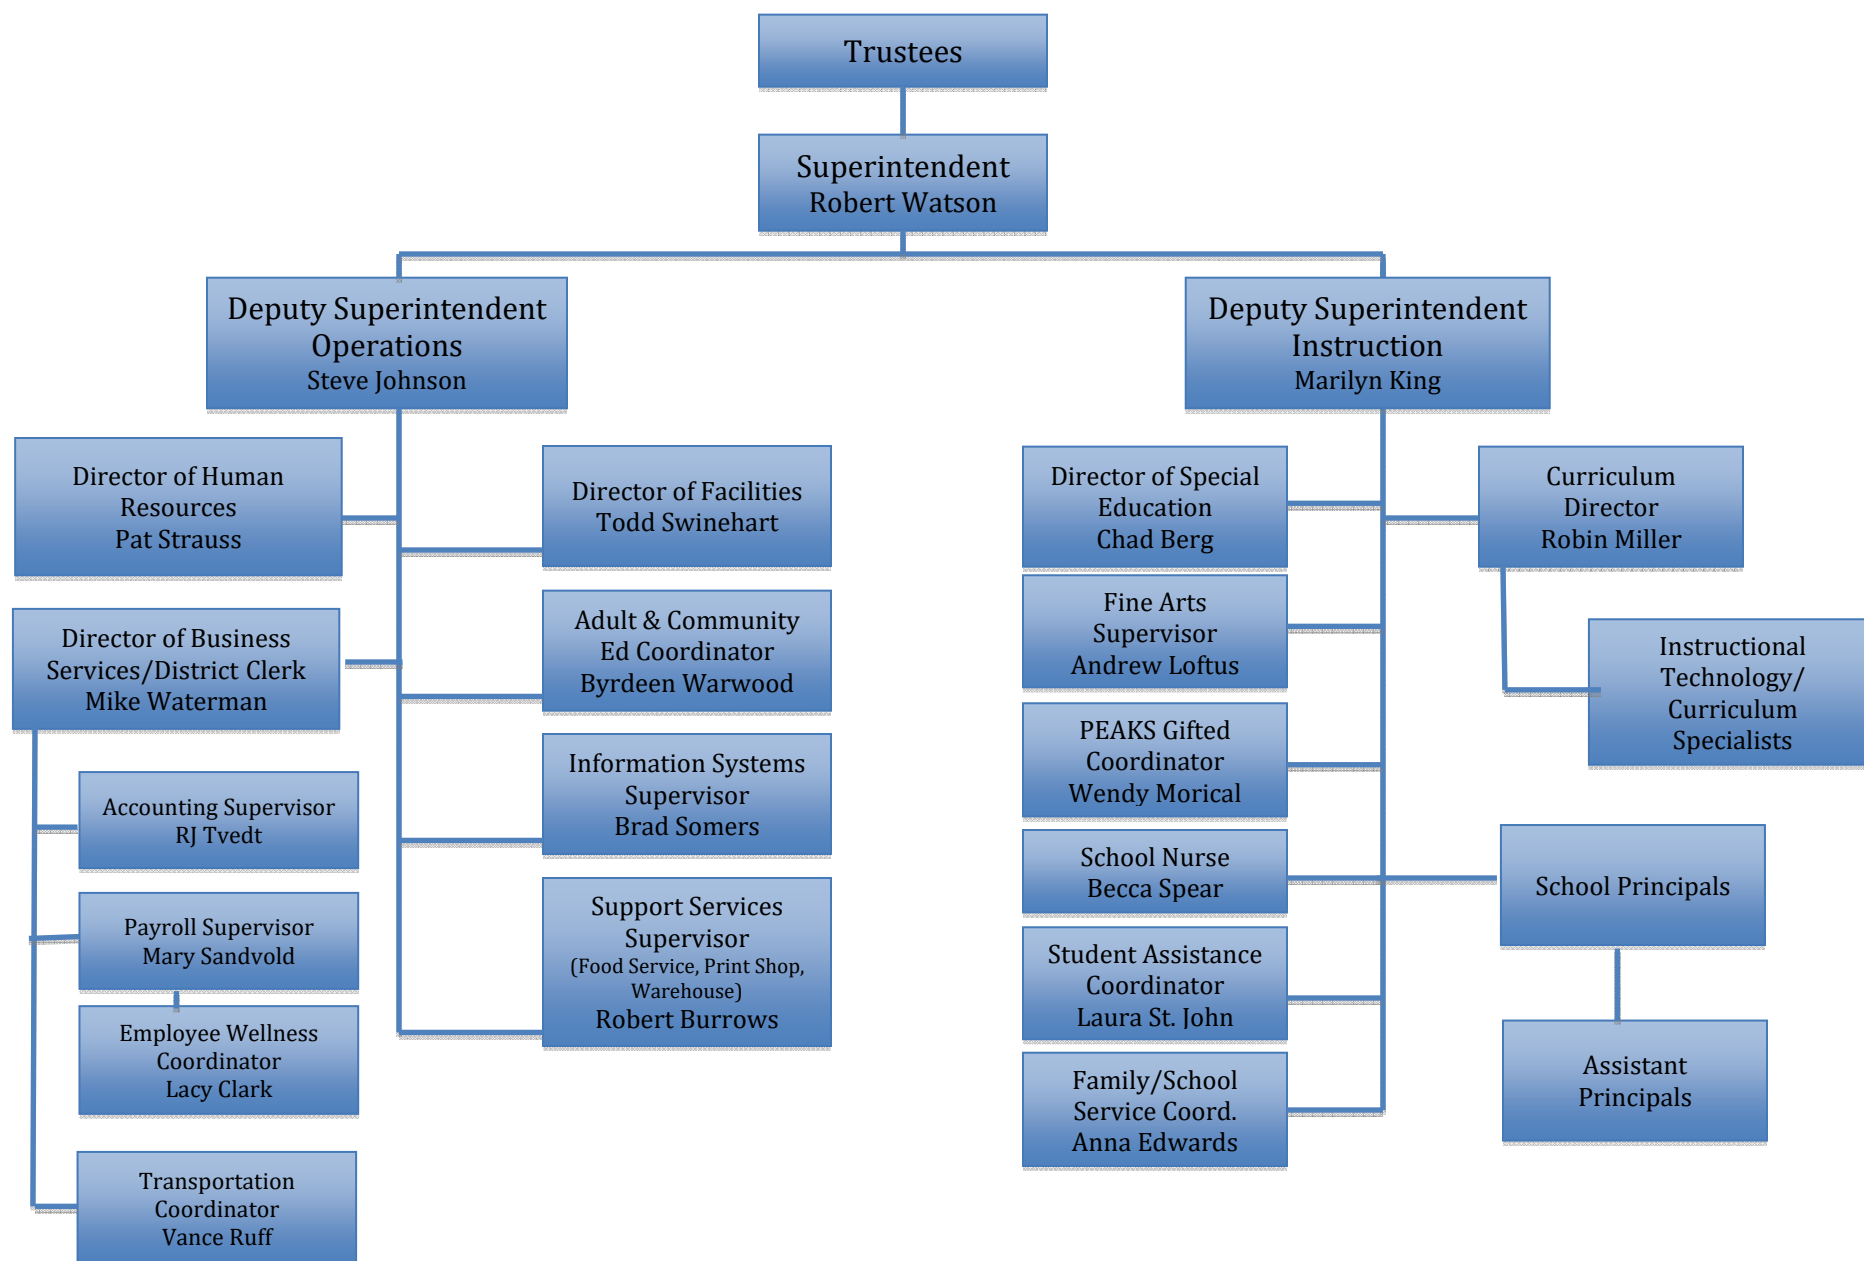 Trustees
Superintendent
Robert Watson
Deputy Superintendent
Operations
Steve Johnson
Deputy Superintendent
Instruction
Marilyn King
Director of Human
Resources
Pat Strauss
Director of Facilities
Todd Swinehart
Director of Business
Services/District Clerk
Mike Waterman
Adult & Community
Ed Coordinator
Byrdeen Warwood
Information Systems
Supervisor
Brad Somers
Support Services
Supervisor
(Food Service, Print Shop,
Warehouse)
Robert Burrows
Accounting Supervisor
RJ Tvedt
Payroll Supervisor
Mary Sandvold
Employee Wellness
Coordinator
Lacy Clark
Transportation
Coordinator
Vance Ruff
Director of Special
Education
Chad Berg
Fine Arts
Supervisor
Andrew Loftus
PEAKS Gifted
Coordinator
Wendy Morical
School Nurse
Becca Spear
Student Assistance
Coordinator
Laura St. John
Family/School
Service Coord.
Anna Edwards
Curriculum
Director
Robin Miller
Instructional
Technology/
Curriculum
Specialists
School Principals
Assistant
Principals